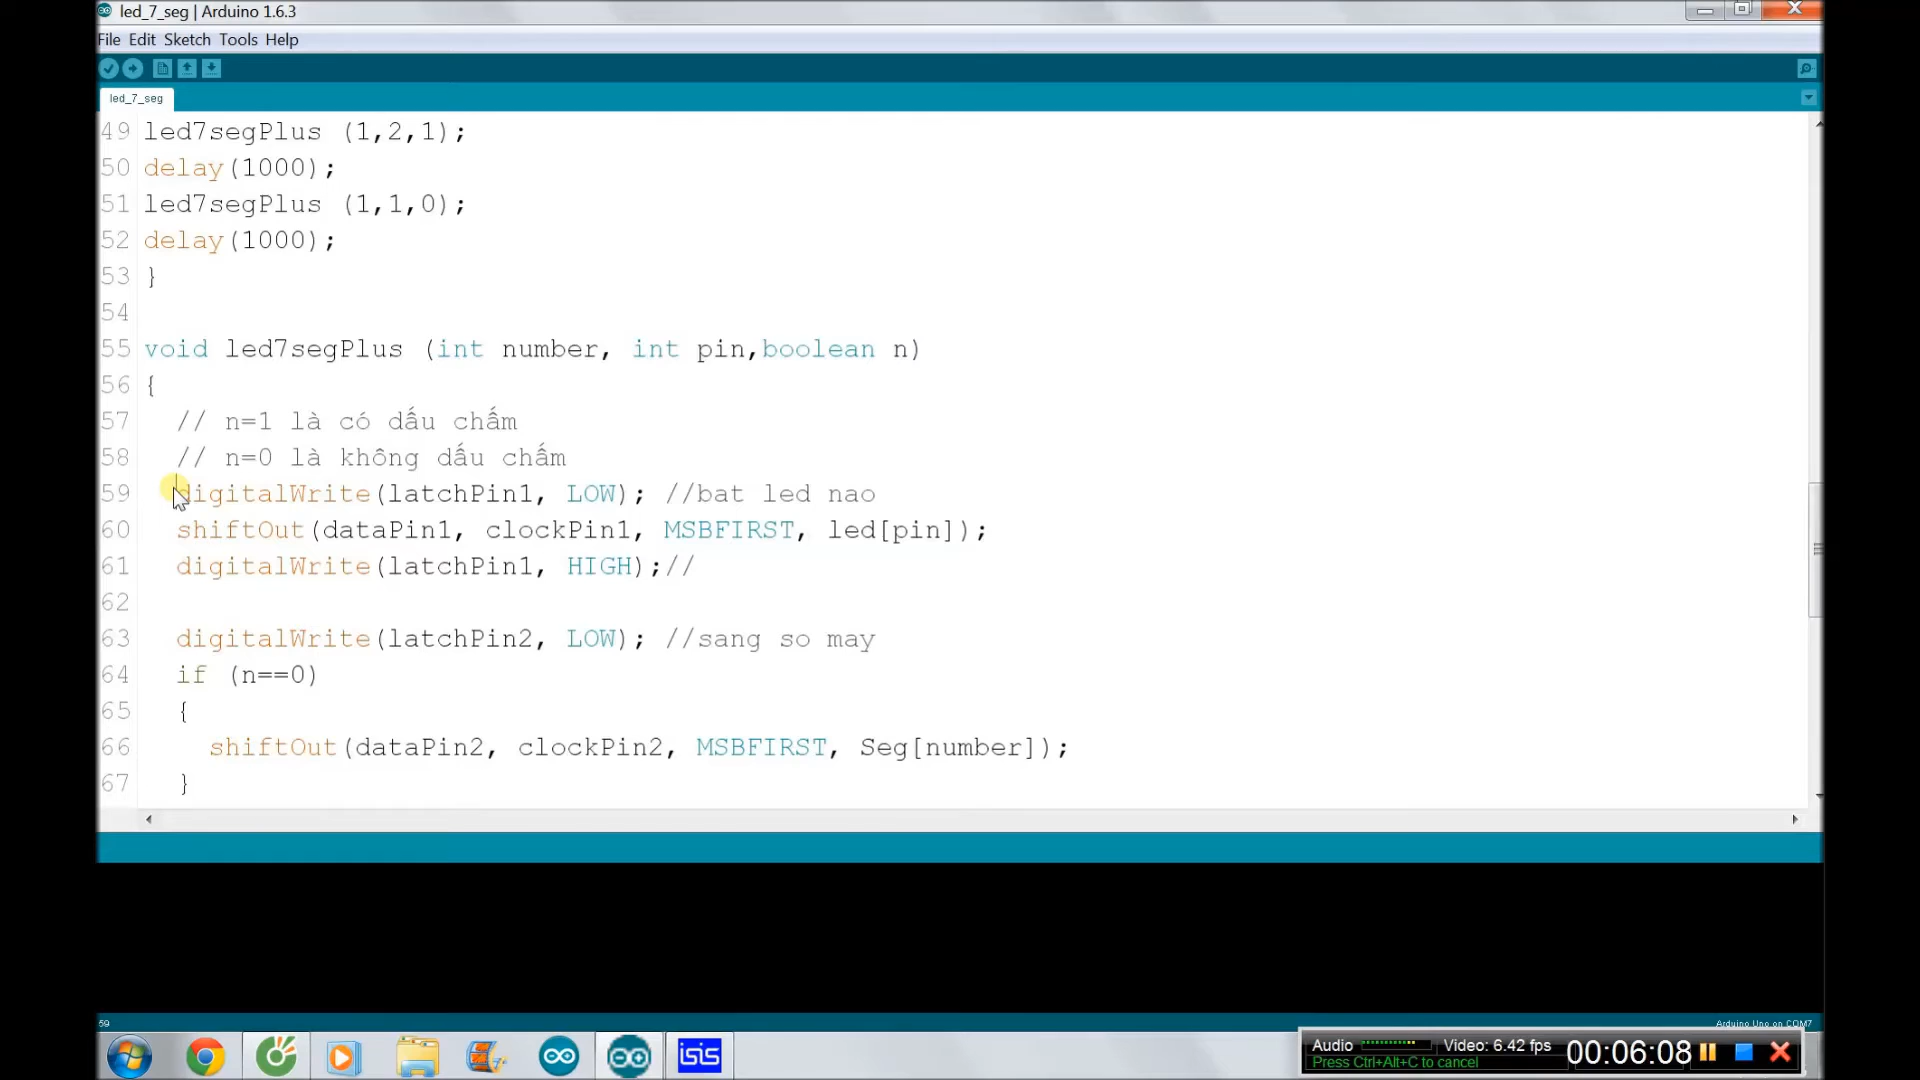 led_7_seg | Arduino 1.6.3
File Edit Sketch Tools Help
led_7_seg
49 led7segPlus (1,2,1);
50 delay(1000);
51 led7segPlus (1,1,0);
52 delay(1000);
53 }
54
55 void led7segPlus (int number, int pin,boolean n)
56 {
57 // n=1 là có dấu chấm
58 // n=0 là không dấu chấm
59 digitalWrite(latchPin1, LOW); //bat led nao
60 shiftOut(dataPin1, clockPin1, MSBFIRST, led[pin]);
61 digitalWrite(latchPin1, HIGH);//
62
63 digitalWrite(latchPin2, LOW); //sang so may
64 if (n==0)
65 {
66 shiftOut(dataPin2, clockPin2, MSBFIRST, Seg[number]);
67 }
59
Arduino Uno on COM7
isis
Audio Video: 6.42 fps 00:06:08
Press Ctrl+Alt+C to cancel